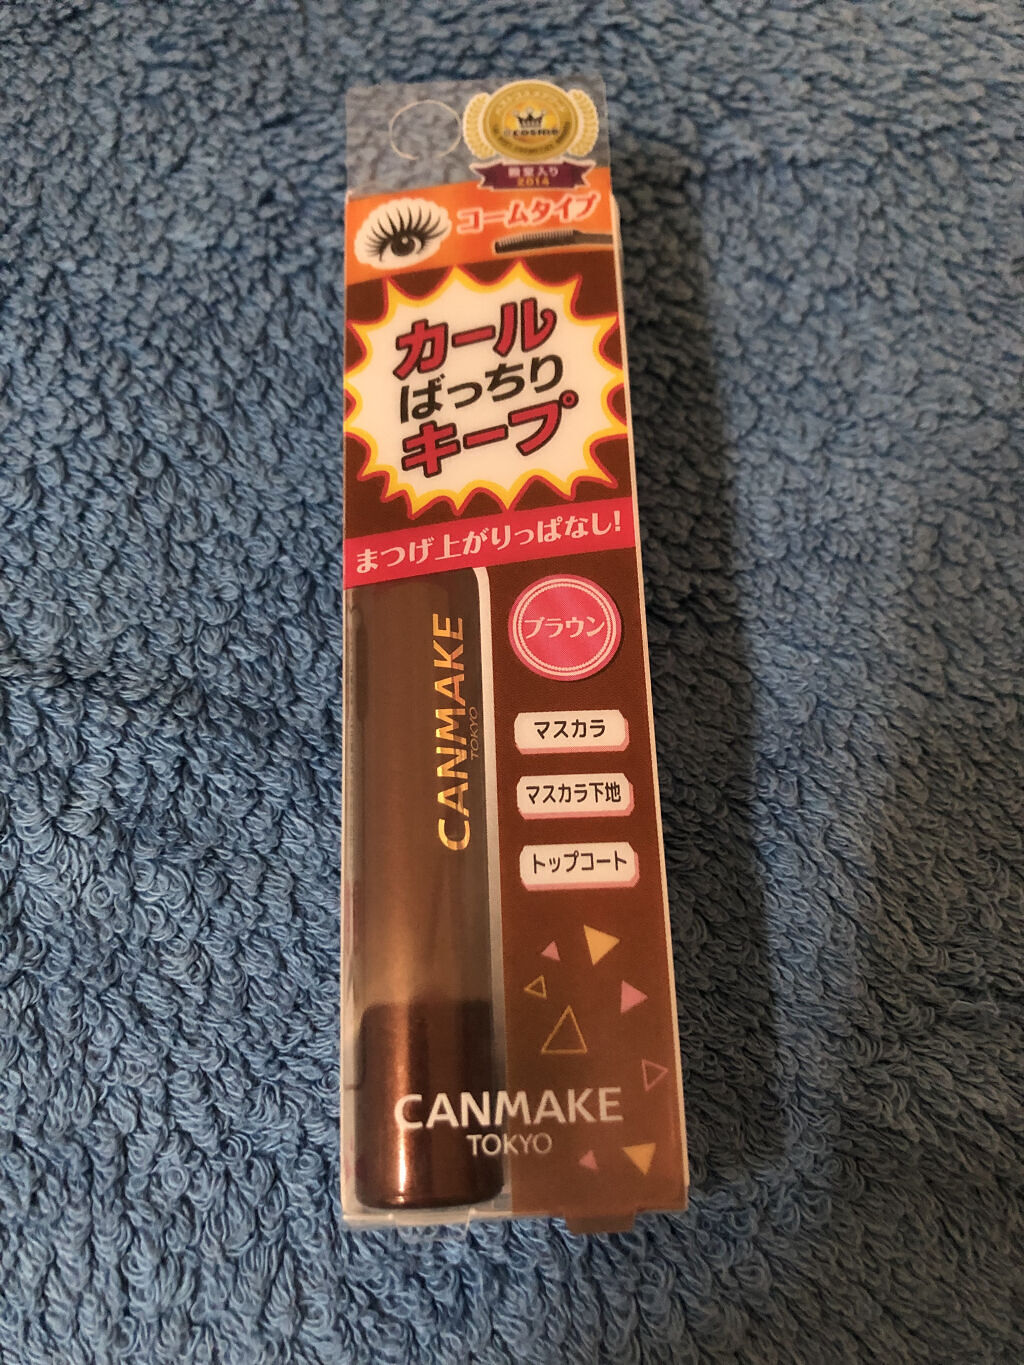 @cosme
殿堂入り
2014
コームタイプ
カール
ばっちり
キープ
まつげ上がりっぱなし!
ブラウン
CANMAKE
TOKYO
マスカラ
マスカラ下地
トップコート
CANMAKE
TOKYO